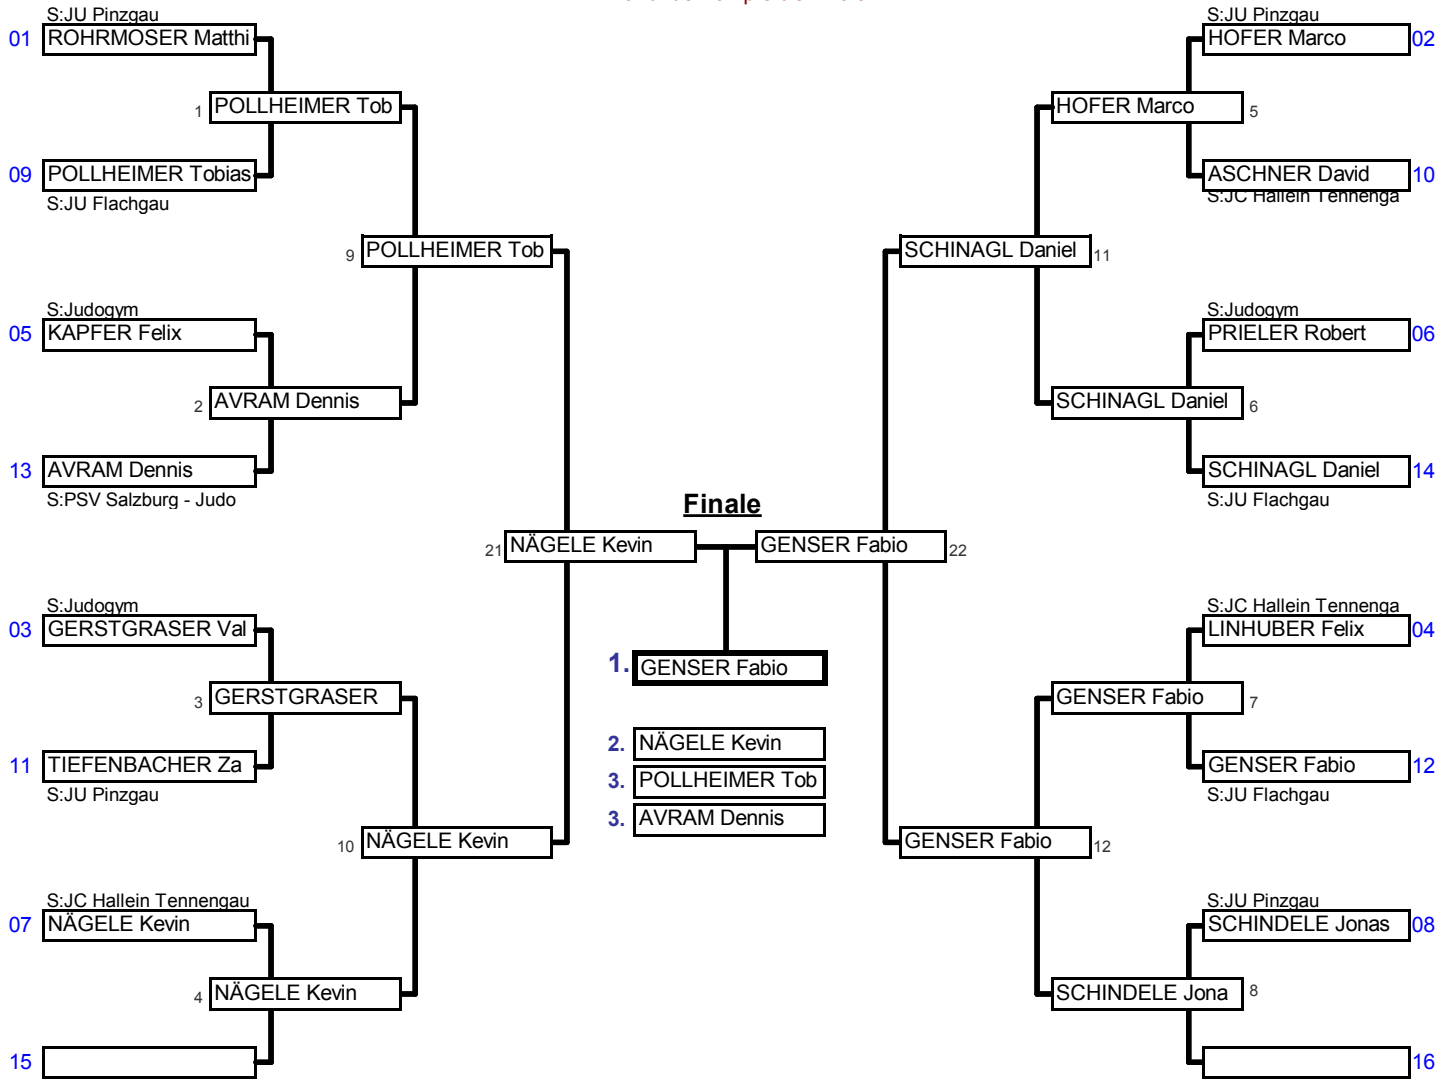 S:JU Pinzgau
01 ROHRMOSER Matthi
1 POLLHEIMER Tob
09 POLLHEIMER Tobias
S:JU Flachgau
9 POLLHEIMER Tob
S:Judogym
05 KAPFER Felix
2 AVRAM Dennis
13 AVRAM Dennis
S:PSV Salzburg - Judo
21 NÄGELE Kevin
S:Judogym
03 GERSTGRASER Val
3 GERSTGRASER
11 TIEFENBACHER Za
S:JU Pinzgau
10 NÄGELE Kevin
S:JC Hallein Tennengau
07 NÄGELE Kevin
4 NÄGELE Kevin
15
Finale
1. GENSER Fabio
2. NÄGELE Kevin
3. POLLHEIMER Tob
3. AVRAM Dennis
S:JU Pinzgau
HOFER Marco 02
HOFER Marco 5
ASCHNER David 10
S:JC Hallein Tennenga
SCHINAGL Daniel 11
S:Judogym
PRIELER Robert 06
SCHINAGL Daniel 6
SCHINAGL Daniel 14
S:JU Flachgau
GENSER Fabio 22
S:JC Hallein Tennenga
LINHUBER Felix 04
GENSER Fabio 7
GENSER Fabio 12
S:JU Flachgau
GENSER Fabio 12
S:JU Pinzgau
SCHINDELE Jonas 08
SCHINDELE Jona 8
16